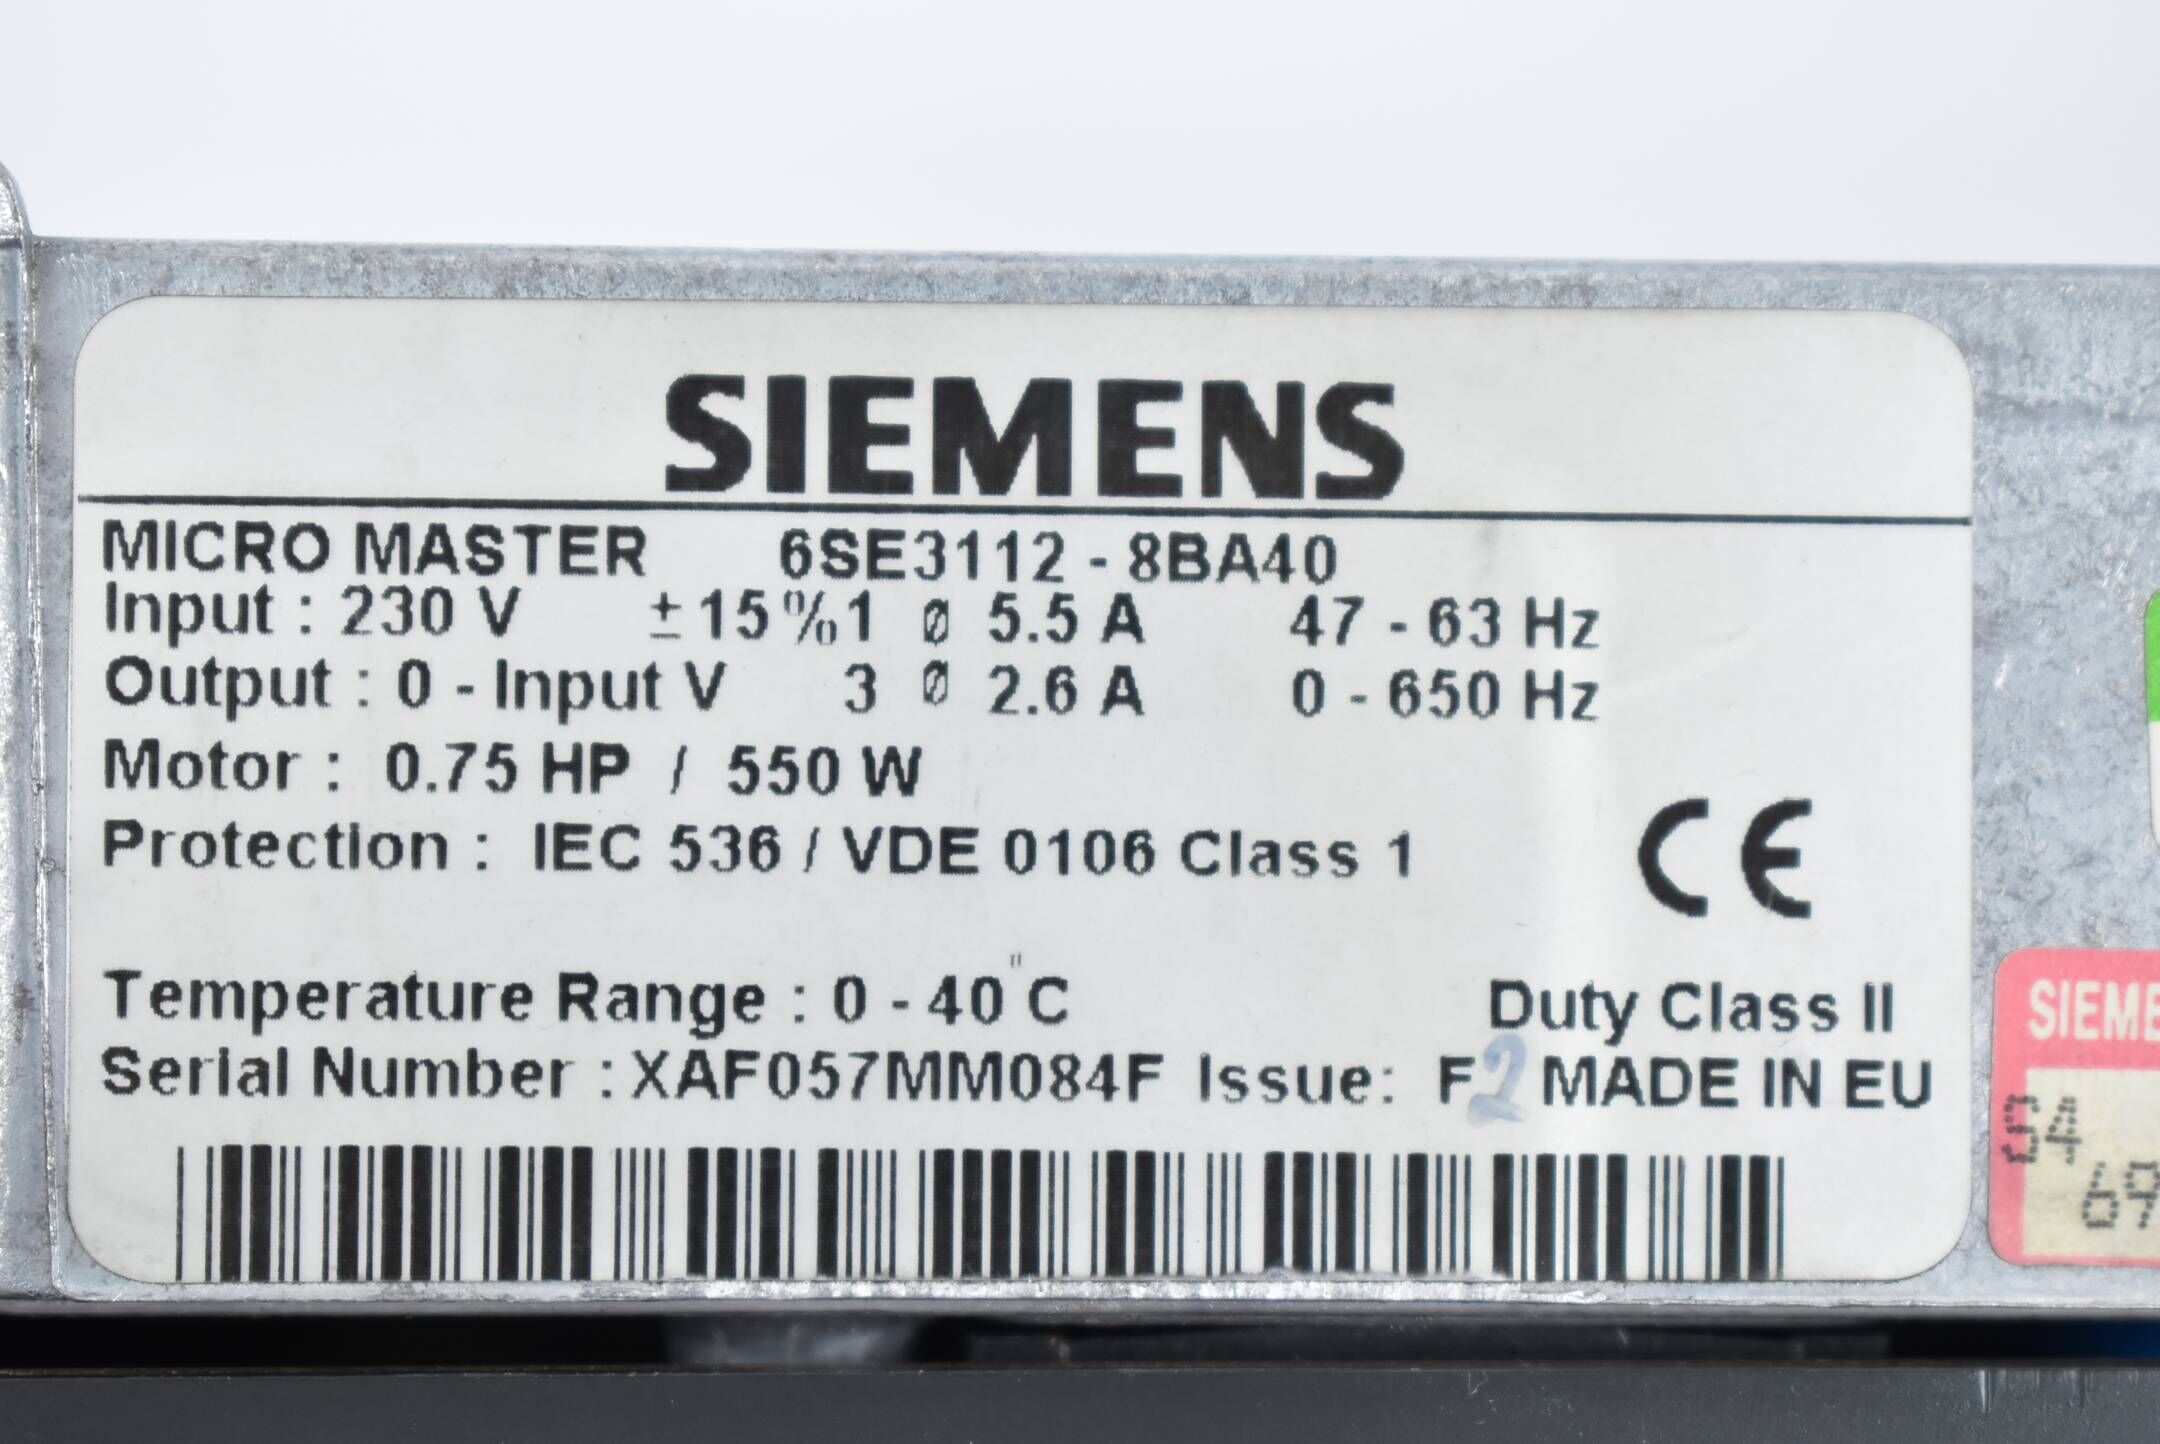 SIEMENS
MICRO MASTER 6SE3112-8BA40
Input : 230 V ±15%1 ø 5.5 A 47 - 63 Hz
Output : 0 - Input V 3 ø 2.6 A 0 - 650 Hz
Motor : 0.75 HP / 550 W
Protection : IEC 536 / VDE 0106 Class 1
CE
Temperature Range : 0 - 40°C Duty Class II
Serial Number : XAF057MM084F Issue: F2 MADE IN EU
SIEME